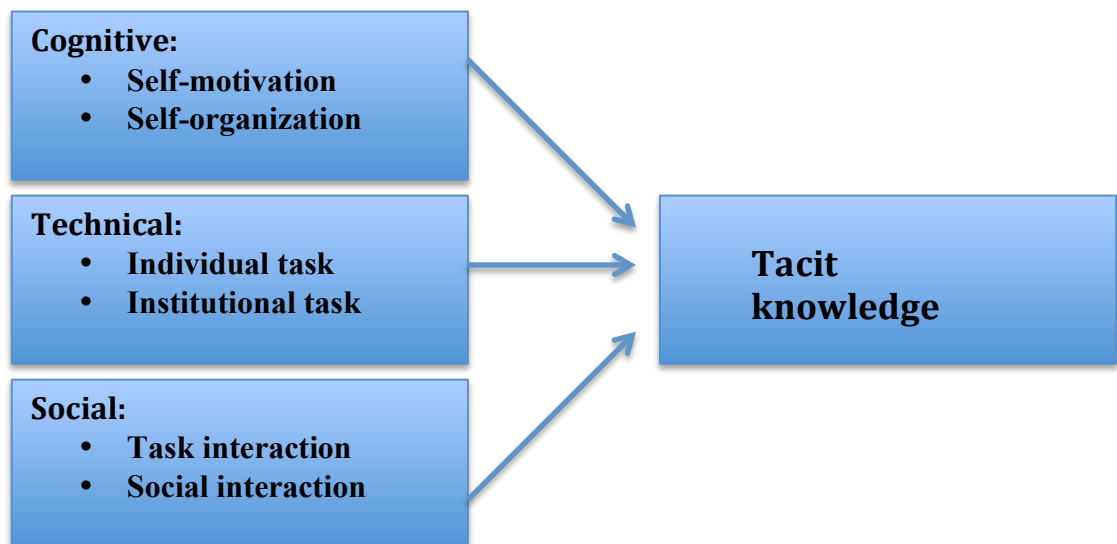 Cognitive:
• Self-motivation
• Self-organization
Technical:
• Individual task
• Institutional task
Social:
• Task interaction
• Social interaction
Tacit
knowledge